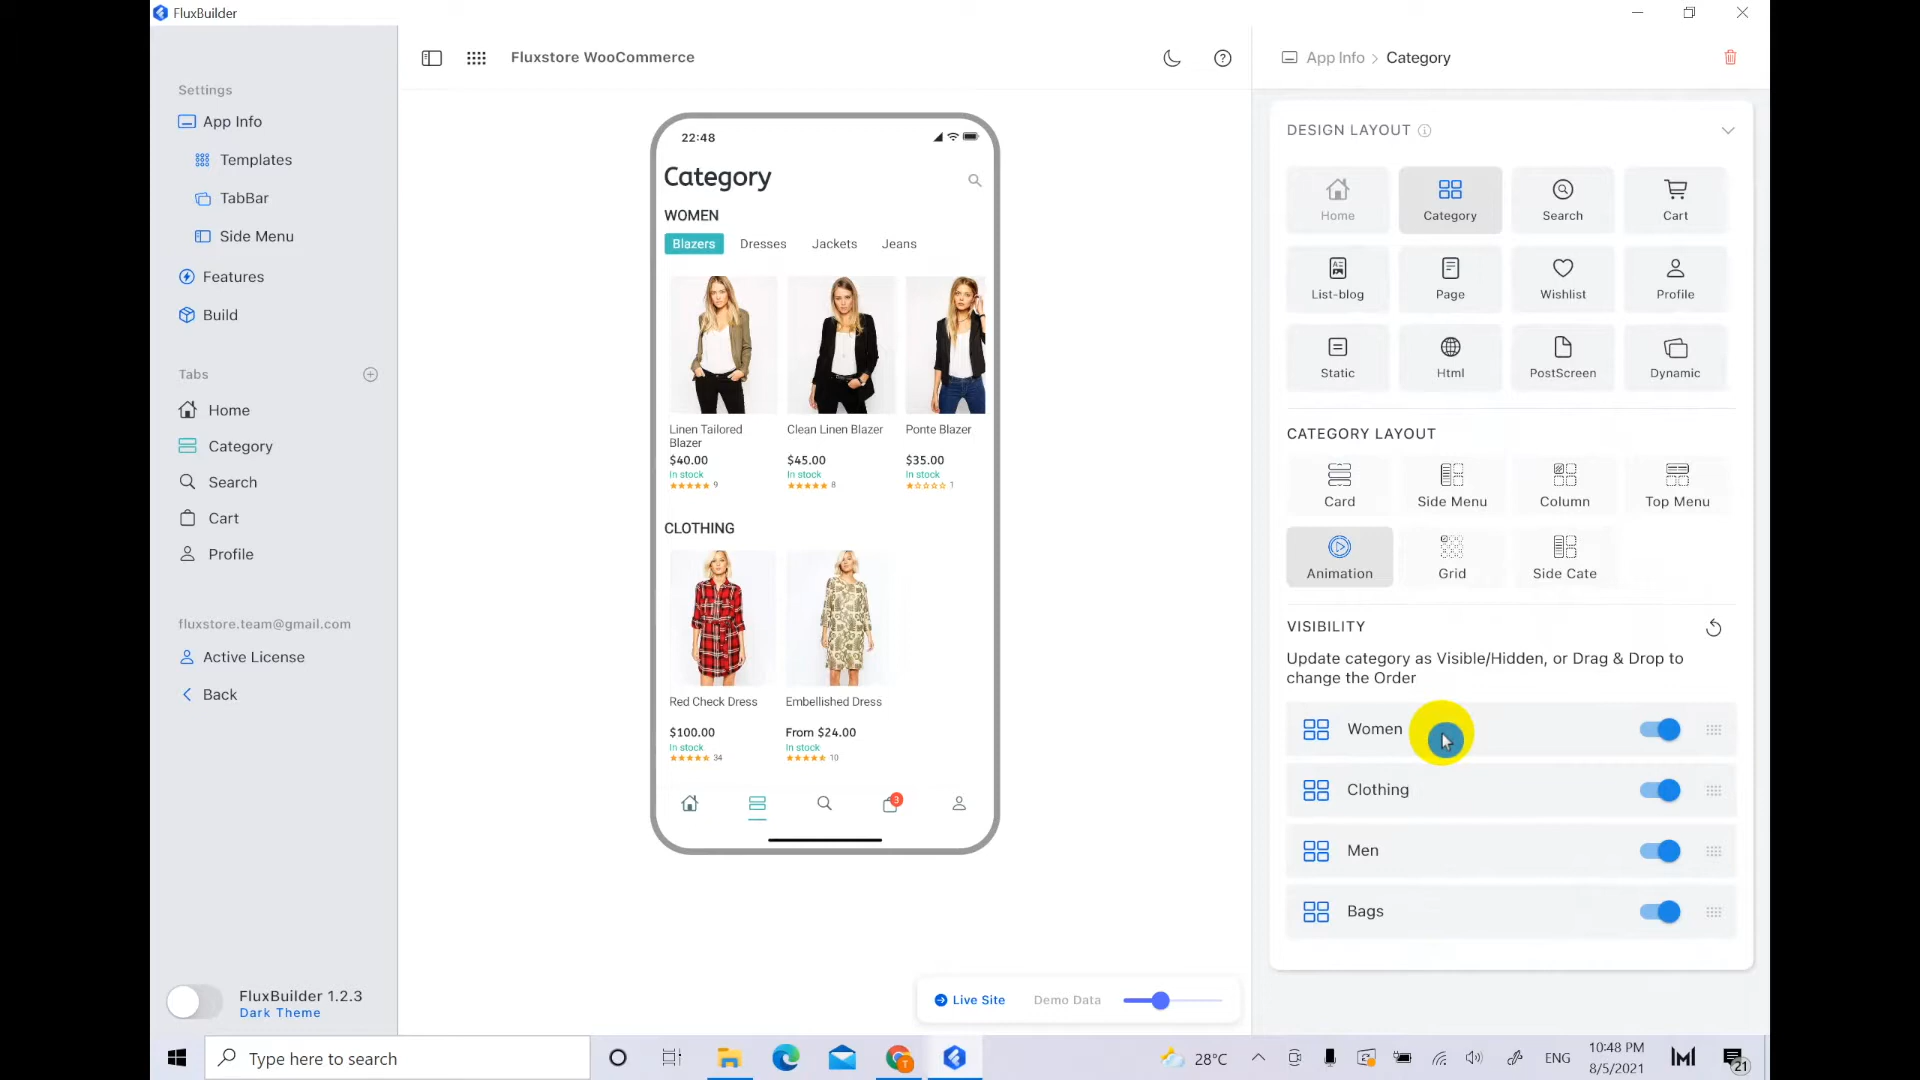 FluxBuilder
Settings
App Info
Templates
TabBar
Side Menu
Features
Build
Tabs
Home
Category
Search
Cart
Profile
fluxstore.team@gmail.com
Active License
Back
FluxBuilder 1.2.3
Dark Theme
Fluxstore WooCommerce
22:48
Category
WOMEN
Blazers Dresses Jackets Jeans
Linen Tailored Blazer
$40.00
In stock
9
Clean Linen Blazer
$45.00
In stock
8
Ponte Blazer
$35.00
In stock
1
CLOTHING
Red Check Dress
$100.00
In stock
34
Embellished Dress
From $24.00
In stock
10
3
Live Site Demo Data
App Info > Category
DESIGN LAYOUT
Home Category Search Cart
List-blog Page Wishlist Profile
Static Html PostScreen Dynamic
CATEGORY LAYOUT
Card Side Menu Column Top Menu
Animation Grid Side Cate
VISIBILITY
Update category as Visible/Hidden, or Drag & Drop to
change the Order
Women
Clothing
Men
Bags
Type here to search
28°C
ENG
10:48 PM
8/5/2021
21